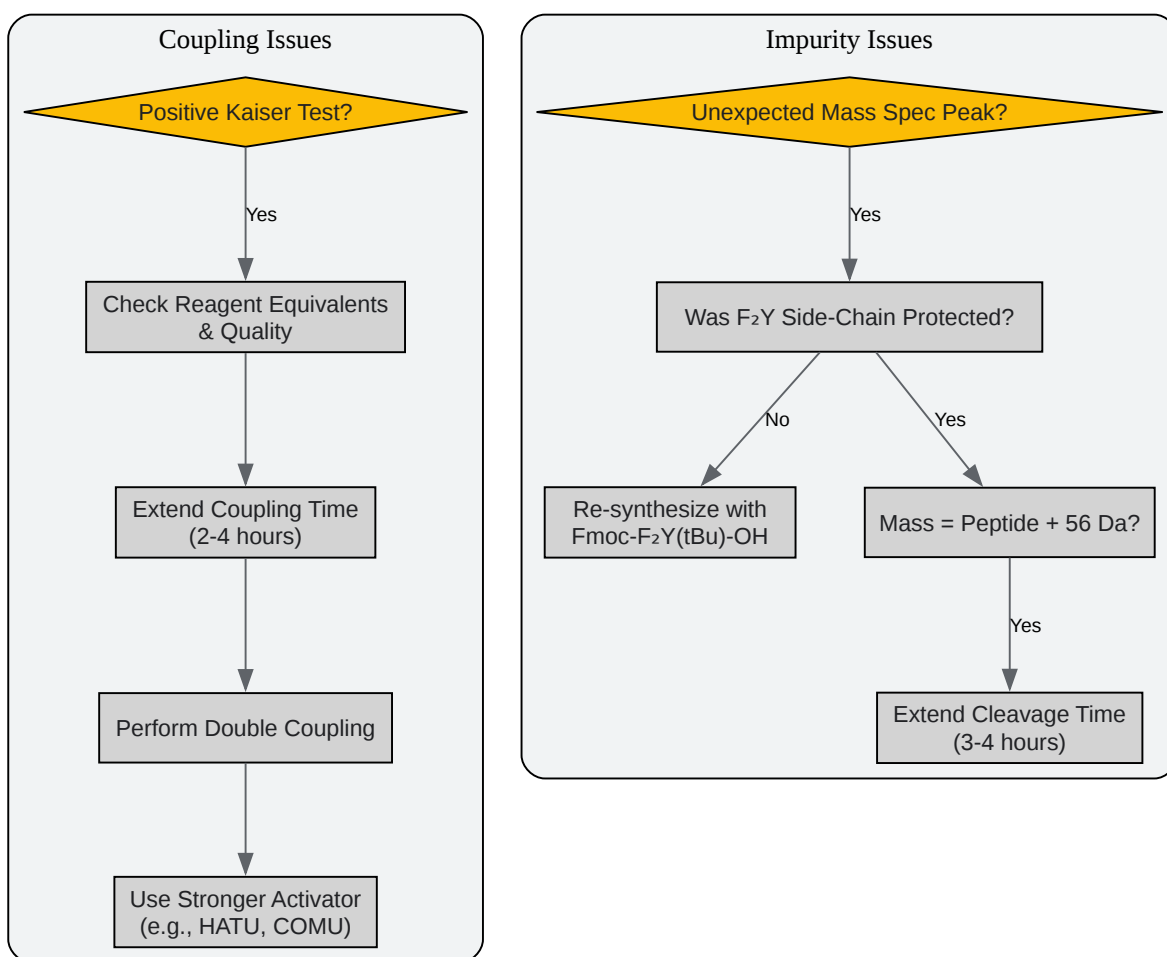 Coupling Issues
Positive Kaiser Test?
Yes
Check Reagent Equivalents
& Quality
Extend Coupling Time
(2-4 hours)
Perform Double Coupling
Use Stronger Activator
(e.g., HATU, COMU)
Impurity Issues
Unexpected Mass Spec Peak?
Yes
Was F₂Y Side-Chain Protected?
No
Yes
Re-synthesize with
Fmoc-F₂Y(tBu)-OH
Mass = Peptide + 56 Da?
Yes
Extend Cleavage Time
(3-4 hours)